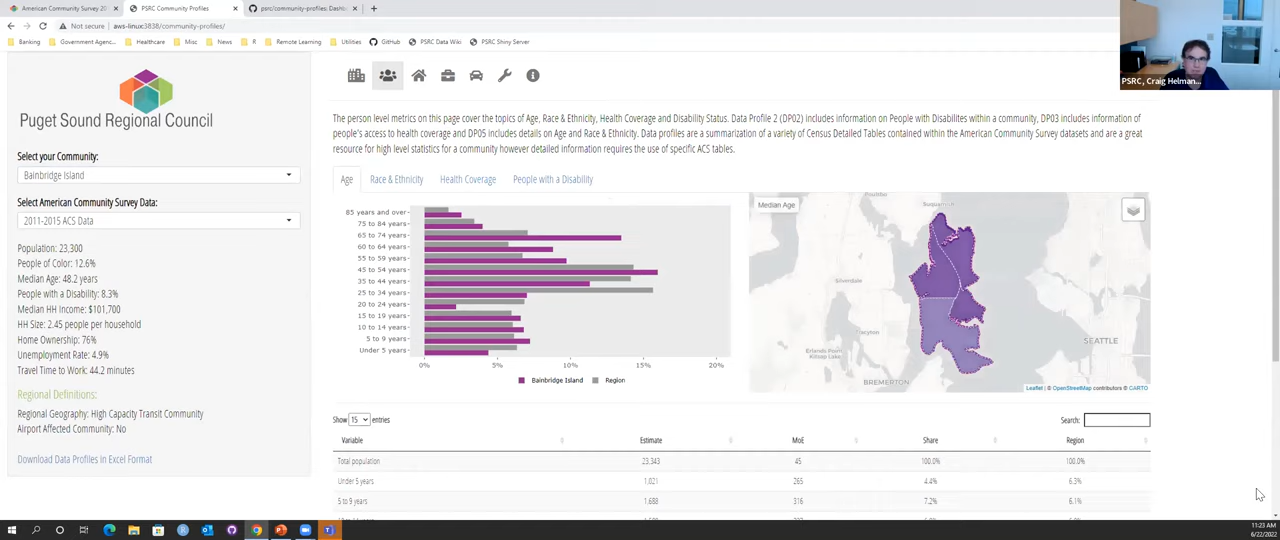 American Community Survey 20
PSRC Community Profiles
psrc/community-profiles: Dashb
Not secure
aws-linux3838/community-profiles/
Banking
Government Agenc...
Healthcare
Misc
News
R
Remote Learning
Utilities
GitHub
PSRC Data Wiki
PSRC Shiny Server
PSRC, Craig Helman...
Puget Sound Regional Council
Select your Community:
Bainbridge Island
Select American Community Survey Data:
2011-2015 ACS Data
Population: 23,300
People of Color: 12.6%
Median Age: 48.2 years
People with a Disability: 8.3%
Median HH Income: $101,700
HH Size: 2.45 people per household
Home Ownership: 76%
Unemployment Rate: 4.9%
Travel Time to Work: 44.2 minutes
Regional Definitions:
Regional Geography: High Capacity Transit Community
Airport Affected Community: No
Download Data Profiles in Excel Format
The person level metrics on this page cover the topics of Age, Race & Ethnicity, Health Coverage and Disability Status. Data Profile 2 (DP02) includes information on People with Disabilites within a community, DP03 includes information of
people's access to health coverage and DP05 includes details on Age and Race & Ethnicity. Data profiles are a summarization of a variety of Census Detailed Tables contained within the American Community Survey datasets and are a great
resource for high level statistics for a community however detailed information requires the use of specific ACS tables.
Age
Race & Ethnicity
Health Coverage
People with a Disability
85 years and over
75 to 84 years
65 to 74 years
60 to 64 years
55 to 59 years
45 to 54 years
35 to 44 years
25 to 34 years
20 to 24 years
15 to 19 years
10 to 14 years
5 to 9 years
Under 5 years
0%
5%
10%
15%
20%
Bainbridge Island
Region
Median Age
Suquamish
Silverdale
Tracyton
Erlands Point
Kitsap Lake
BREMERTON
SEATTLE
Leaflet | © OpenStreetMap contributors © CARTO
Show 15 entries
Search:
Variable Estimate MoE Share Region
Total population 23,343 45 100.0% 100.0%
Under 5 years 1,021 265 4.4% 6.3%
5 to 9 years 1,688 316 7.2% 6.1%
11:23 AM
6/22/2022